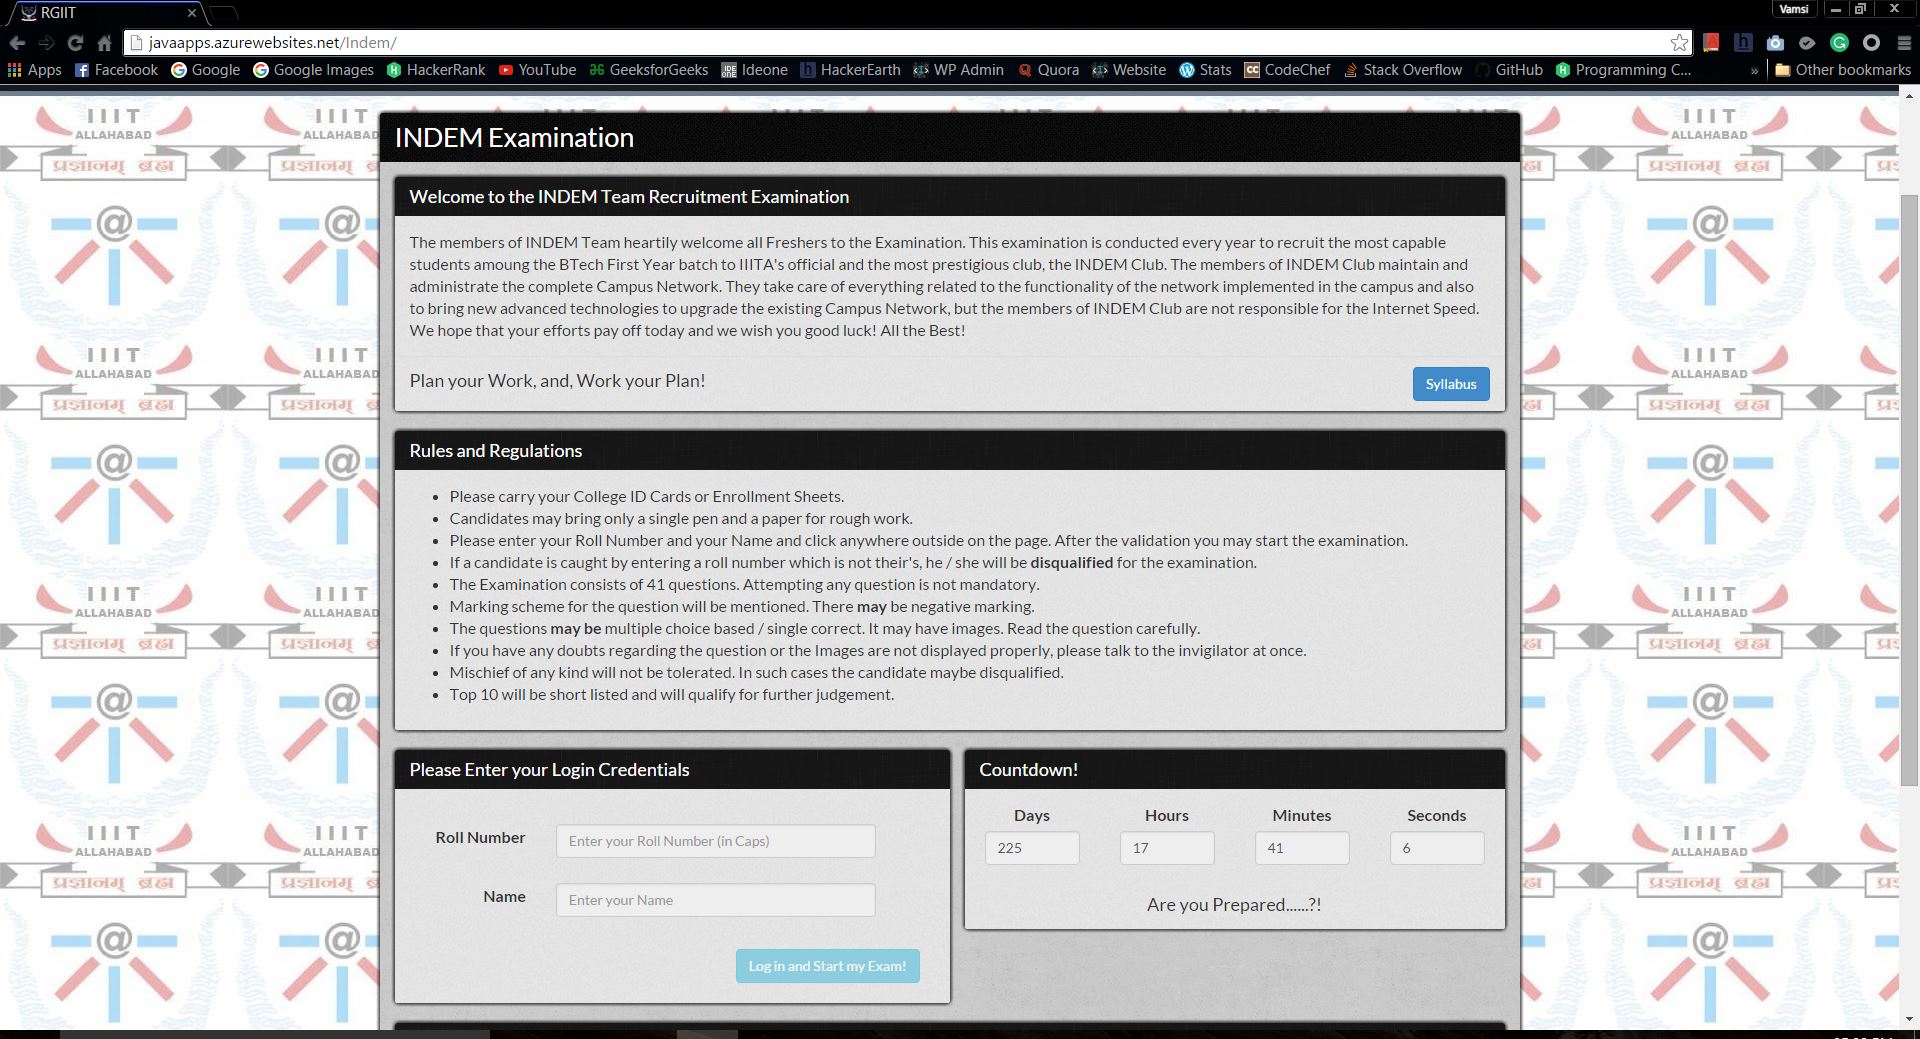 RGIIT
Vamsi
javaapps.azurewebsites.net/Indem/
Apps Facebook Google Google Images HackerRank YouTube GeeksforGeeks Ideone HackerEarth WP Admin Quora Website Stats CodeChef Stack Overflow GitHub Programming C... » Other bookmarks
IIIT
ALLAHABAD
प्रज्ञानम् ब्रह्म
INDEM Examination
Welcome to the INDEM Team Recruitment Examination
The members of INDEM Team heartily welcome all Freshers to the Examination. This examination is conducted every year to recruit the most capable
students amoung the BTech First Year batch to IIITA's official and the most prestigious club, the INDEM Club. The members of INDEM Club maintain and
administrate the complete Campus Network. They take care of everything related to the functionality of the network implemented in the campus and also
to bring new advanced technologies to upgrade the existing Campus Network, but the members of INDEM Club are not responsible for the Internet Speed.
We hope that your efforts pay off today and we wish you good luck! All the Best!
Plan your Work, and, Work your Plan!
Syllabus
Rules and Regulations
• Please carry your College ID Cards or Enrollment Sheets.
• Candidates may bring only a single pen and a paper for rough work.
• Please enter your Roll Number and your Name and click anywhere outside on the page. After the validation you may start the examination.
• If a candidate is caught by entering a roll number which is not their's, he / she will be disqualified for the examination.
• The Examination consists of 41 questions. Attempting any question is not mandatory.
• Marking scheme for the question will be mentioned. There may be negative marking.
• The questions may be multiple choice based / single correct. It may have images. Read the question carefully.
• If you have any doubts regarding the question or the Images are not displayed properly, please talk to the invigilator at once.
• Mischief of any kind will not be tolerated. In such cases the candidate maybe disqualified.
• Top 10 will be short listed and will qualify for further judgement.
Please Enter your Login Credentials
Roll Number Enter your Roll Number (in Caps)
Name Enter your Name
Log in and Start my Exam!
Countdown!
Days Hours Minutes Seconds
225 17 41 6
Are you Prepared......?!